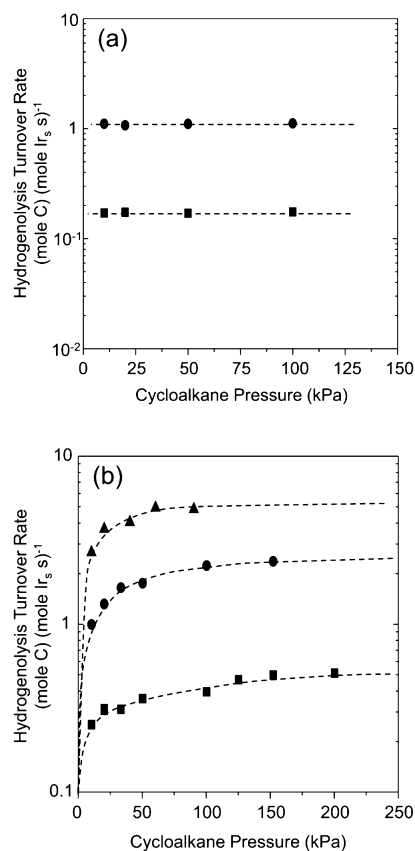 (a)
10
1
10-1
10-2
Hydrogenolysis Turnover Rate
(mole C) (mole Irs s)-1
0 25 50 75 100 125 150
Cycloalkane Pressure (kPa)
(b)
10
1
0.1
Hydrogenolysis Turnover Rate
(mole C) (mole Irs s)-1
0 50 100 150 200 250
Cycloalkane Pressure (kPa)